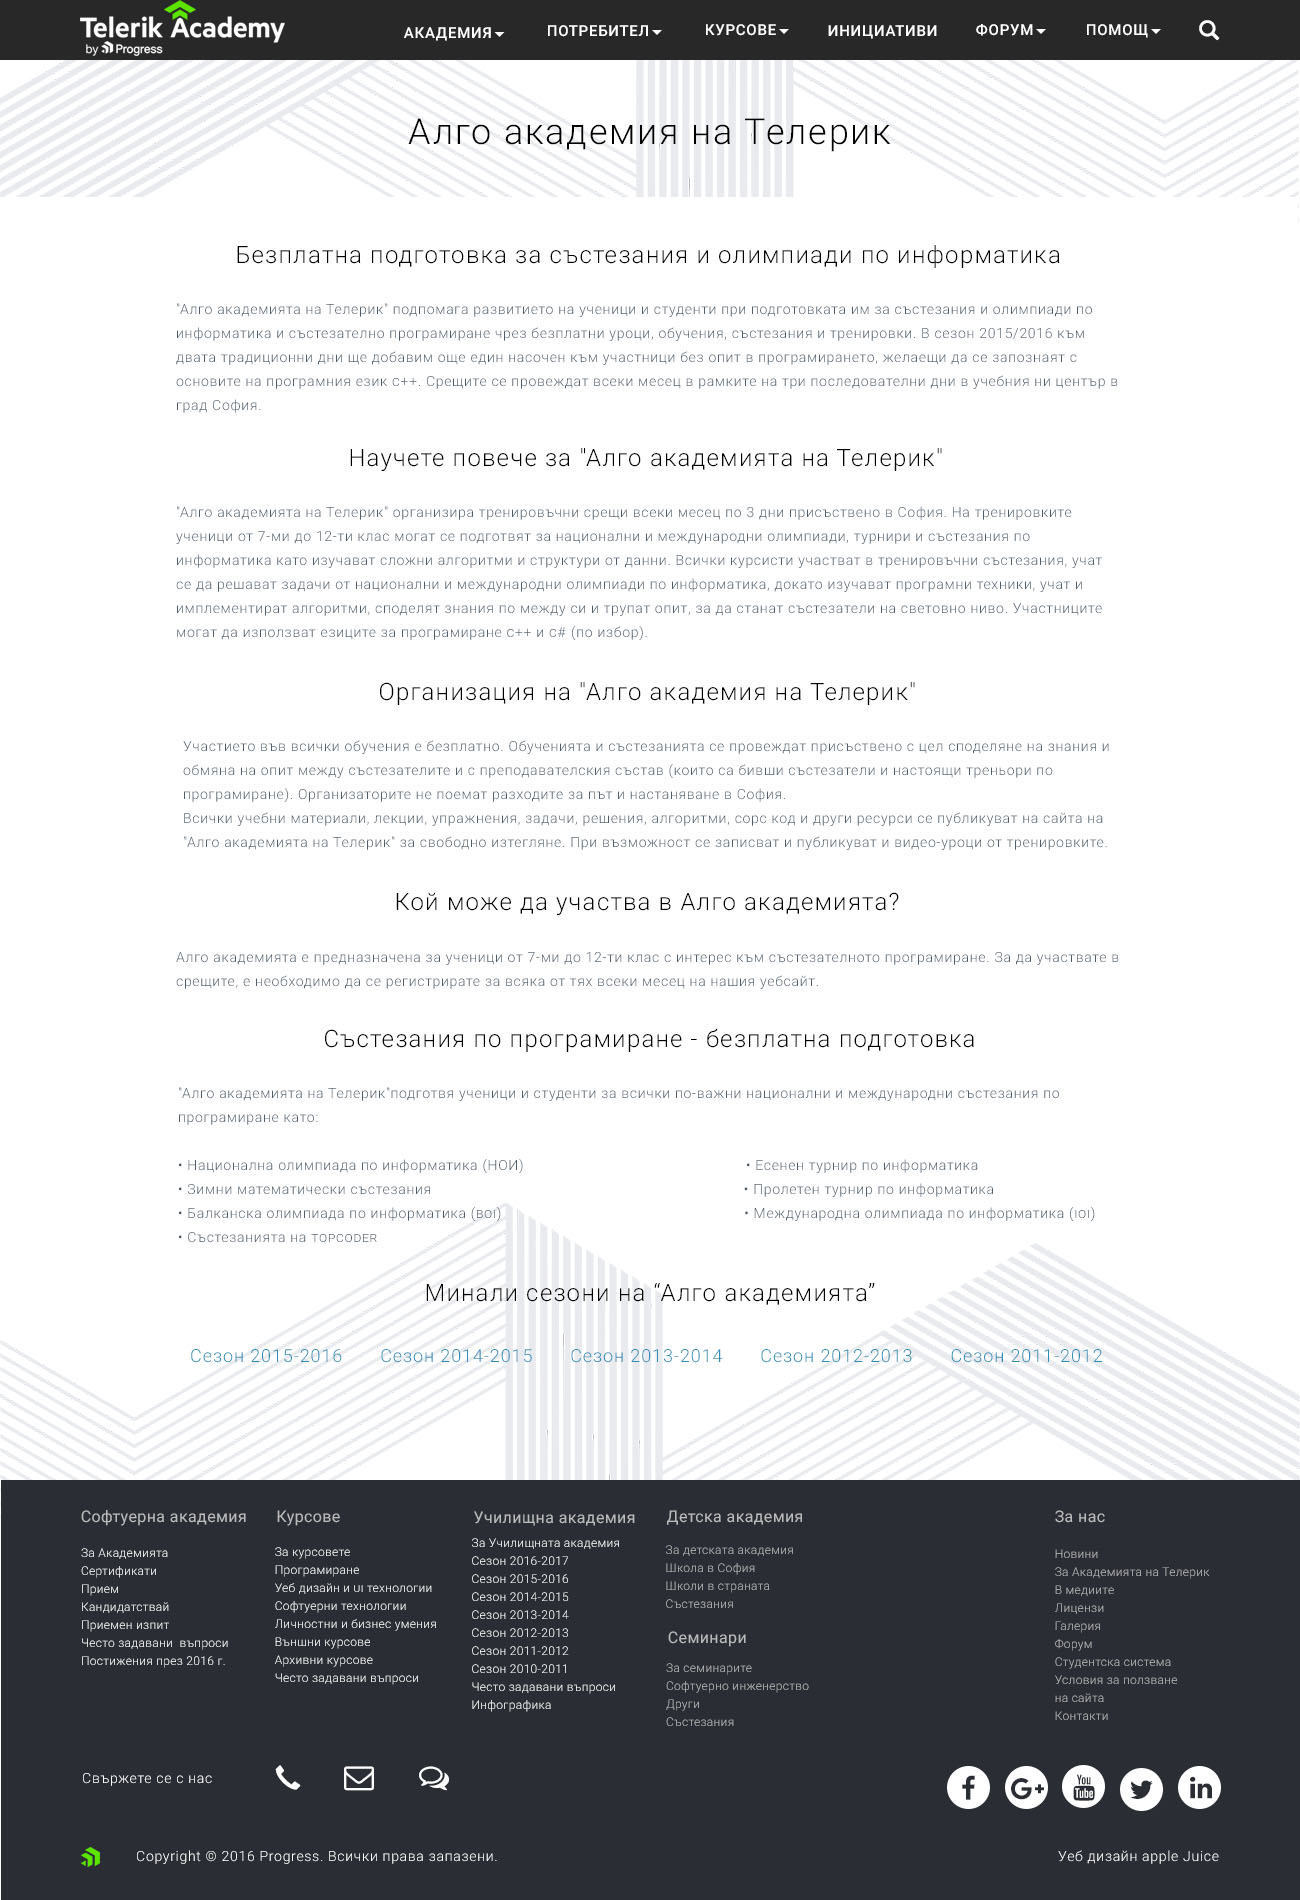 Telerik Academy
by Progress
АКАДЕМИЯ
ПОТРЕБИТЕЛ
КУРСОВЕ
ИНИЦИАТИВИ
ФОРУМ
ПОМОЩ
Алго академия на Телерик
Безплатна подготовка за състезания и олимпиади по информатика
"Алго академията на Телерик" подпомага развитието на ученици и студенти при подготовката им за състезания и олимпиади по
информатика и състезателно програмиране чрез безплатни уроци, обучения, състезания и тренировки. В сезон 2015/2016 към
двата традиционни дни ще добавим още един насочен към участници без опит в програмирането, желаещи да се запознаят с
основите на програмния език C++. Срещите се провеждат всеки месец в рамките на три последователни дни в учебния ни център в
град София.
Научете повече за "Алго академията на Телерик"
"Алго академията на Телерик" организира тренировъчни срещи всеки месец по 3 дни присъствено в София. На тренировките
ученици от 7-ми до 12-ти клас могат се подготвят за национални и международни олимпиади, турнири и състезания по
информатика като изучават сложни алгоритми и структури от данни. Всички курсисти участват в тренировъчни състезания, учат
се да решават задачи от национални и международни олимпиади по информатика, докато изучават програмни техники, учат и
имплементират алгоритми, споделят знания по между си и трупат опит, за да станат състезатели на световно ниво. Участниците
могат да използват езиците за програмиране C++ и C# (по избор).
Организация на "Алго академия на Телерик"
Участието във всички обучения е безплатно. Обученията и състезанията се провеждат присъствено с цел споделяне на знания и
обмяна на опит между състезателите и с преподавателския състав (които са бивши състезатели и настоящи треньори по
програмиране). Организаторите не поемат разходите за път и настаняване в София.
Всички учебни материали, лекции, упражнения, задачи, решения, алгоритми, сорс код и други ресурси се публикуват на сайта на
"Алго академията на Телерик" за свободно изтегляне. При възможност се записват и публикуват и видео-уроци от тренировките.
Кой може да участва в Алго академията?
Алго академията е предназначена за ученици от 7-ми до 12-ти клас с интерес към състезателното програмиране. За да участвате в
срещите, е необходимо да се регистрирате за всяка от тях всеки месец на нашия уебсайт.
Състезания по програмиране - безплатна подготовка
"Алго академията на Телерик"подготвя ученици и студенти за всички по-важни национални и международни състезания по
програмиране като:
• Национална олимпиада по информатика (НОИ)
• Зимни математически състезания
• Балканска олимпиада по информатика (BOI)
• Състезанията на TOPCODER
• Есенен турнир по информатика
• Пролетен турнир по информатика
• Международна олимпиада по информатика (IOI)
Минали сезони на “Алго академията”
Сезон 2015-2016
Сезон 2014-2015
Сезон 2013-2014
Сезон 2012-2013
Сезон 2011-2012
Софтуерна академия
За Академията
Сертификати
Прием
Кандидатствай
Приемен изпит
Често задавани въпроси
Постижения през 2016 г.
Курсове
За курсовете
Програмиране
Уеб дизайн и UI технологии
Софтуерни технологии
Личностни и бизнес умения
Външни курсове
Архивни курсове
Често задавани въпроси
Училищна академия
За Училищната академия
Сезон 2016-2017
Сезон 2015-2016
Сезон 2014-2015
Сезон 2013-2014
Сезон 2012-2013
Сезон 2011-2012
Сезон 2010-2011
Често задавани въпроси
Инфографика
Детска академия
За детската академия
Школа в София
Школи в страната
Състезания
Семинари
За семинарите
Софтуерно инженерство
Други
Състезания
За нас
Новини
За Академията на Телерик
В медиите
Лицензи
Галерия
Форум
Студентска система
Условия за ползване
на сайта
Контакти
Свържете се с нас
f
G+
You
Tube
in
Copyright © 2016 Progress. Всички права запазени.
Уеб дизайн apple Juice